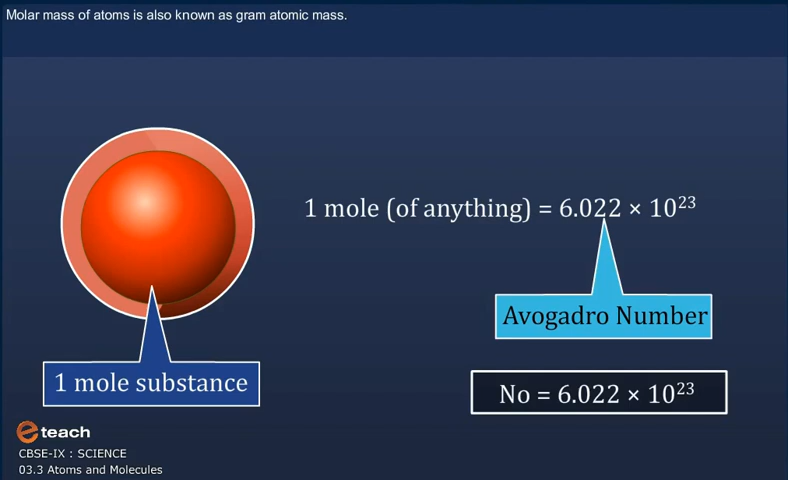 Molar mass of atoms is also known as gram atomic mass.
1 mole (of anything) = 6.022 × 10²³
Avogadro Number
1 mole substance
No = 6.022 × 10²³
eteach
CBSE-IX : SCIENCE
03.3 Atoms and Molecules